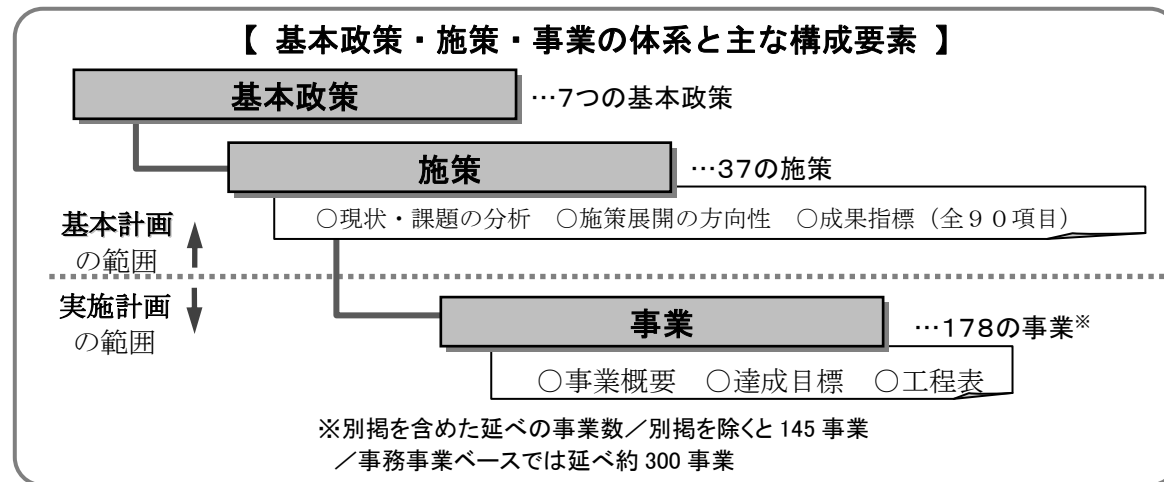 【 基本政策・施策・事業の体系と主な構成要素 】
基本政策 …7つの基本政策
施策 …37の施策
○現状・課題の分析 ○施策展開の方向性 ○成果指標（全９０項目）
基本計画
の範囲
実施計画
の範囲
事業 …178の事業※
○事業概要 ○達成目標 ○工程表
※別掲を含めた延べの事業数／別掲を除くと 145 事業
／事務事業ベースでは延べ約 300 事業